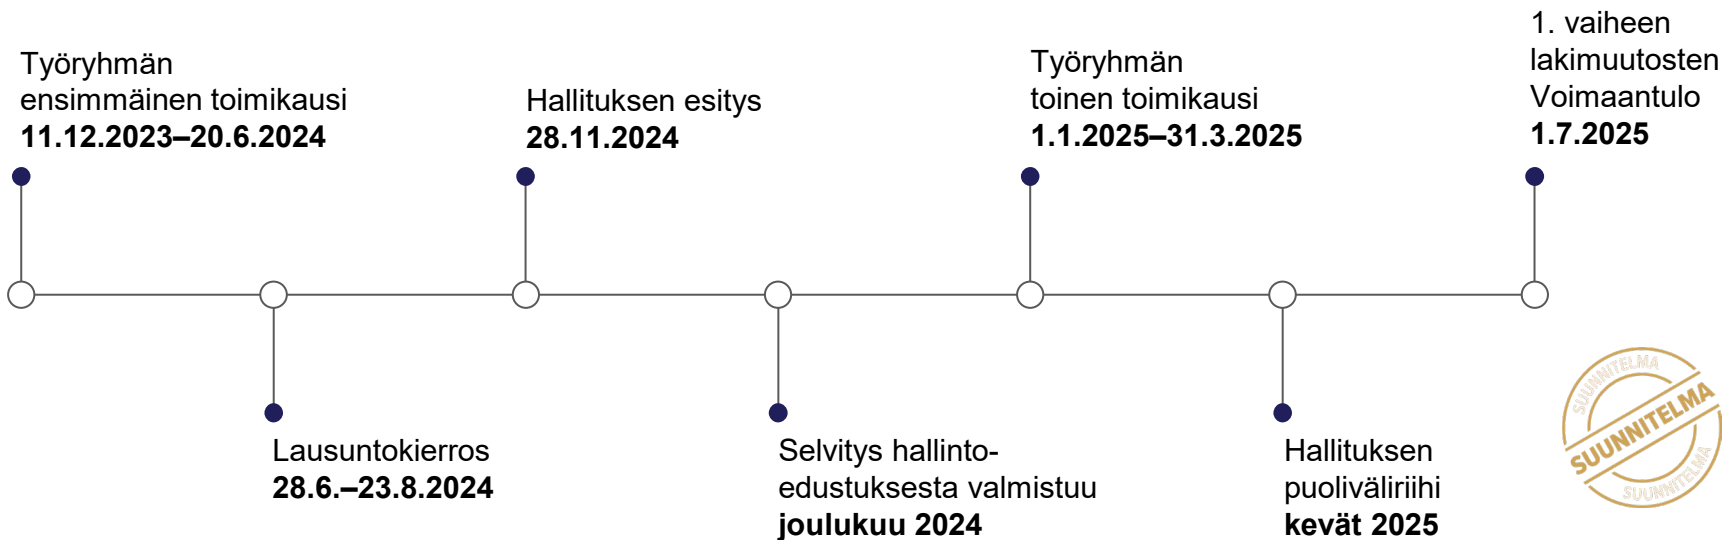 Työryhmän
ensimmäinen toimikausi
11.12.2023–20.6.2024
Lausuntokierros
28.6.–23.8.2024
Hallituksen esitys
28.11.2024
Selvitys hallinto-
edustuksesta valmistuu
joulukuu 2024
Työryhmän
toinen toimikausi
1.1.2025–31.3.2025
Hallituksen
puoliväliriihi
kevät 2025
1. vaiheen
lakimuutosten
Voimaantulo
1.7.2025
SUUNNITELMA
SUUNNITELMA
SUUNNITELMA